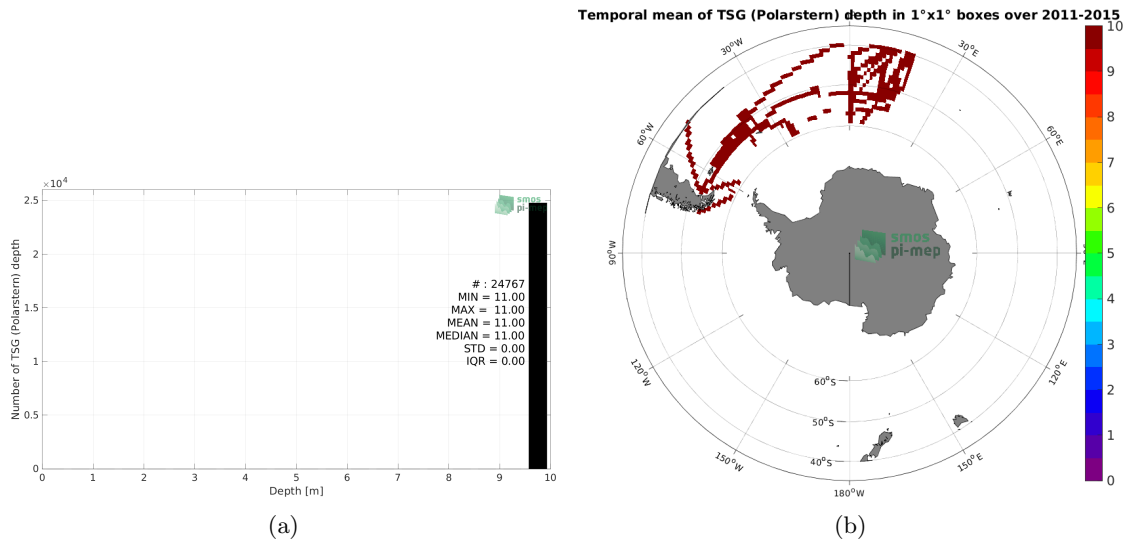 Temporal mean of TSG (Polarstern) depth in 1°x1° boxes over 2011-2015
×10⁴
2.5
2
1.5
1
0.5
0
Number of TSG (Polarstern) depth
smos
pi-mep
# : 24767
MIN = 11.00
MAX = 11.00
MEAN = 11.00
MEDIAN = 11.00
STD = 0.00
IQR = 0.00
0 1 2 3 4 5 6 7 8 9 10
Depth [m]
(a)
30°W
30°E
60°W
60°E
90°W
120°W
120°E
150°W
150°E
180°W
60°S
50°S
40°S
smos
pi-mep
10
9
8
7
6
5
4
3
2
1
0
(b)